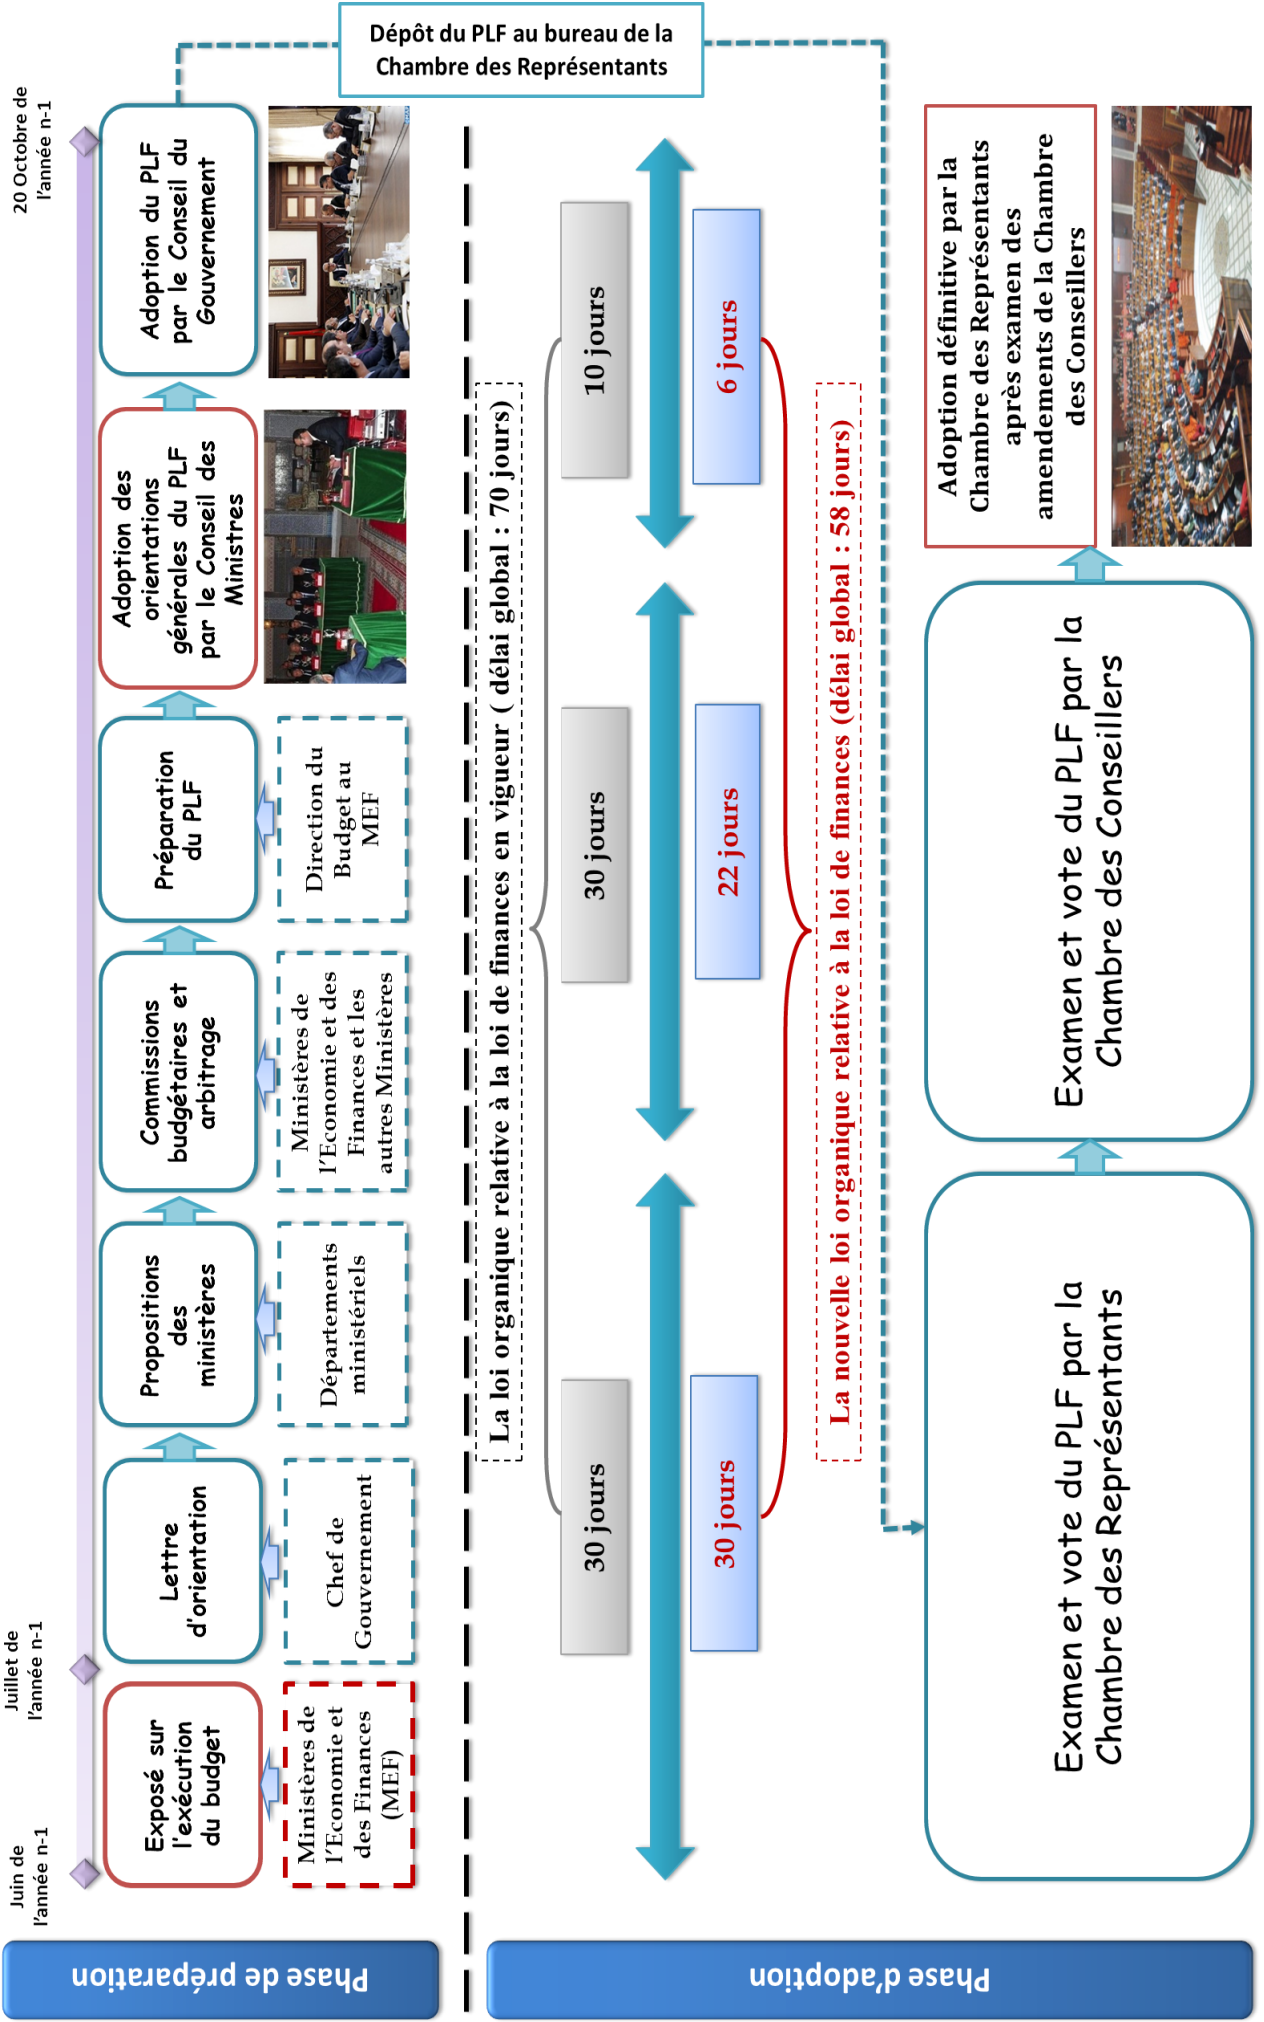 Phase de préparation
Juin de
l'année n-1
Juillet de
l'année n-1
20 Octobre de
l'année n-1
Exposé sur
l'exécution
du budget
Lettre
d'orientation
Propositions
des
ministères
Commissions
budgétaires et
arbitrage
Préparation
du PLF
Adoption des
orientations
générales du PLF
par le Conseil des
Ministres
Adoption du PLF
par le Conseil du
Gouvernement
Ministères de
l'Economie et
des Finances
(MEF)
Chef de
Gouvernement
Départements
ministériels
Ministères de
l'Economie et des
Finances et les
autres Ministères
Direction du
Budget au
MEF
Dépôt du PLF au bureau de la
Chambre des Représentants
Phase d'adoption
La loi organique relative à la loi de finances en vigueur ( délai global : 70 jours)
30 jours
30 jours
10 jours
30 jours
22 jours
6 jours
La nouvelle loi organique relative à la loi de finances (délai global : 58 jours)
Examen et vote du PLF par la
Chambre des Représentants
Examen et vote du PLF par la
Chambre des Conseillers
Adoption définitive par la
Chambre des Représentants
après examen des
amendements de la Chambre
des Conseillers